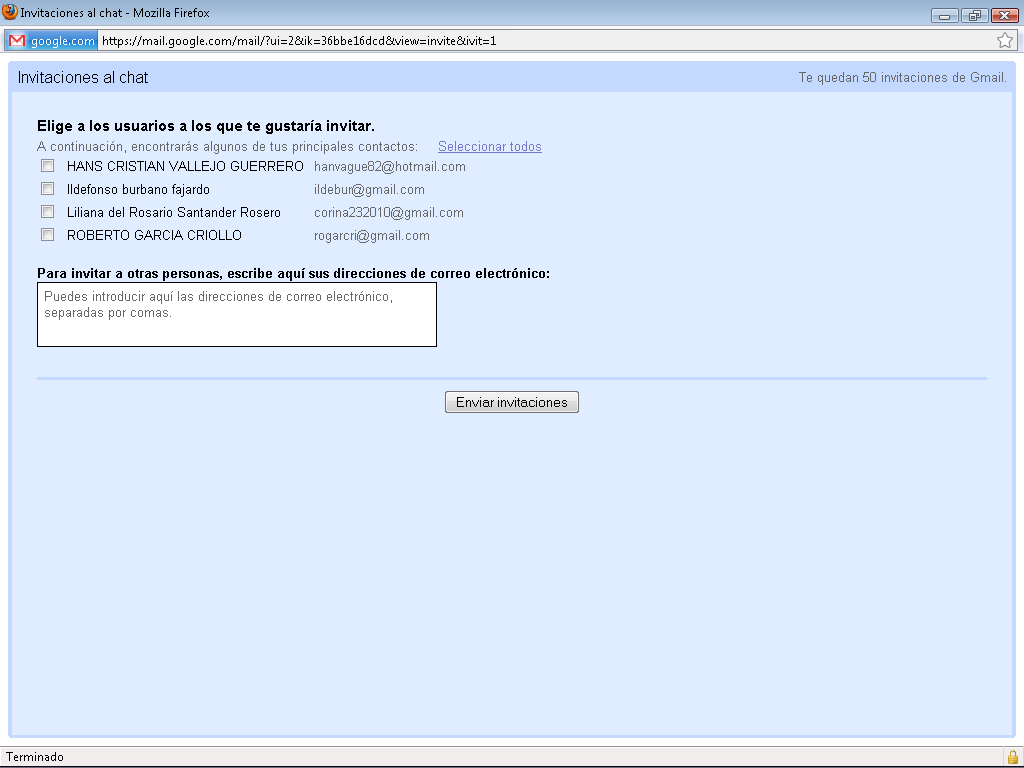 Invitaciones al chat - Mozilla Firefox
google.com https://mail.google.com/mail/?ui=2&ik=36bbe16dcd&view=invite&ivit=1
Invitaciones al chat Te quedan 50 invitaciones de Gmail.
Elige a los usuarios a los que te gustaría invitar.
A continuación, encontrarás algunos de tus principales contactos: Seleccionar todos
HANS CRISTIAN VALLEJO GUERRERO hanvague82@hotmail.com
Ildefonso burbano fajardo ildebur@gmail.com
Liliana del Rosario Santander Rosero corina232010@gmail.com
ROBERTO GARCIA CRIOLLO rogarcri@gmail.com
Para invitar a otras personas, escribe aquí sus direcciones de correo electrónico:
Puedes introducir aquí las direcciones de correo electrónico,
separadas por comas.
Enviar invitaciones
Terminado